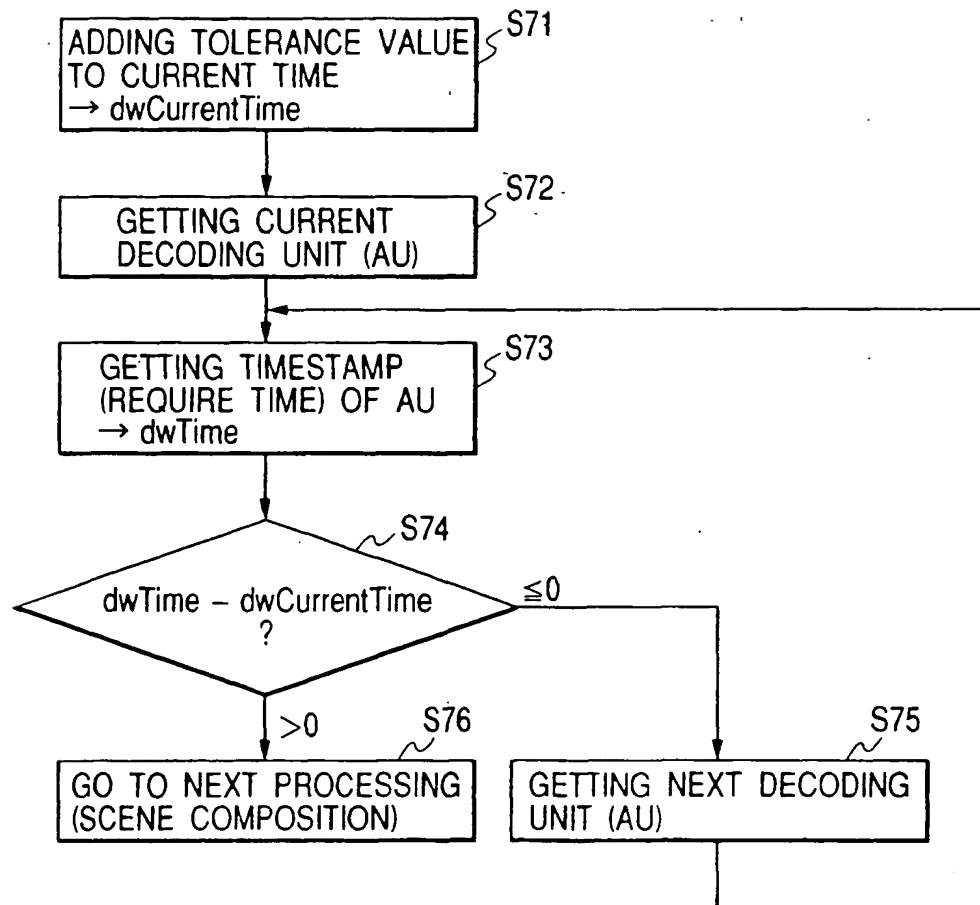 S71
ADDING TOLERANCE VALUE
TO CURRENT TIME
→ dwCurrentTime
S72
GETTING CURRENT
DECODING UNIT (AU)
S73
GETTING TIMESTAMP
(REQUIRE TIME) OF AU
→ dwTime
S74
dwTime – dwCurrentTime
?
≦0
>0
S76
GO TO NEXT PROCESSING
(SCENE COMPOSITION)
S75
GETTING NEXT DECODING
UNIT (AU)